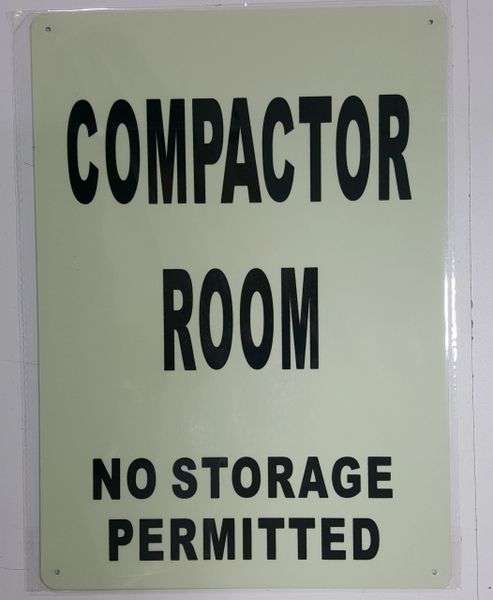 COMPACTOR
ROOM
NO STORAGE
PERMITTED